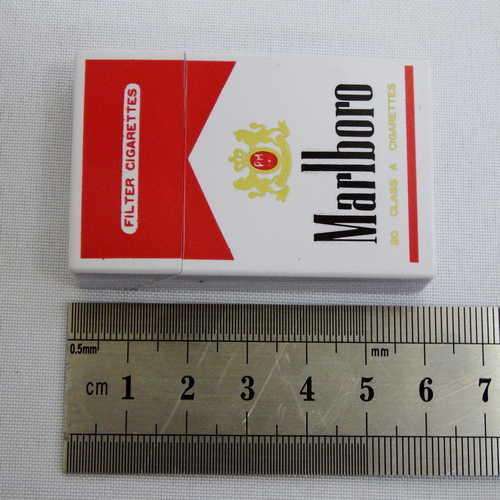 FILTER CIGARETTES
PM
Marlboro
20 CLASS A CIGARETTES
0.5mm
mm
cm 1 2 3 4 5 6 7